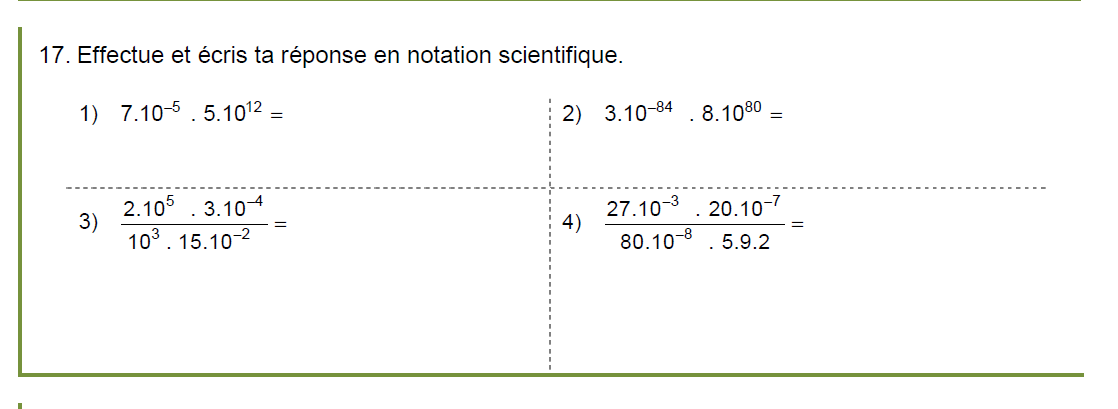 17. Effectue et écris ta réponse en notation scientifique.
1) 7.10⁻⁵ . 5.10¹² =
2) 3.10⁻⁸⁴ . 8.10⁸⁰ =
3) 2.10⁵ . 3.10⁻⁴ =
10³ . 15.10⁻²
4) 27.10⁻³ . 20.10⁻⁷ =
80.10⁻⁸ . 5.9.2